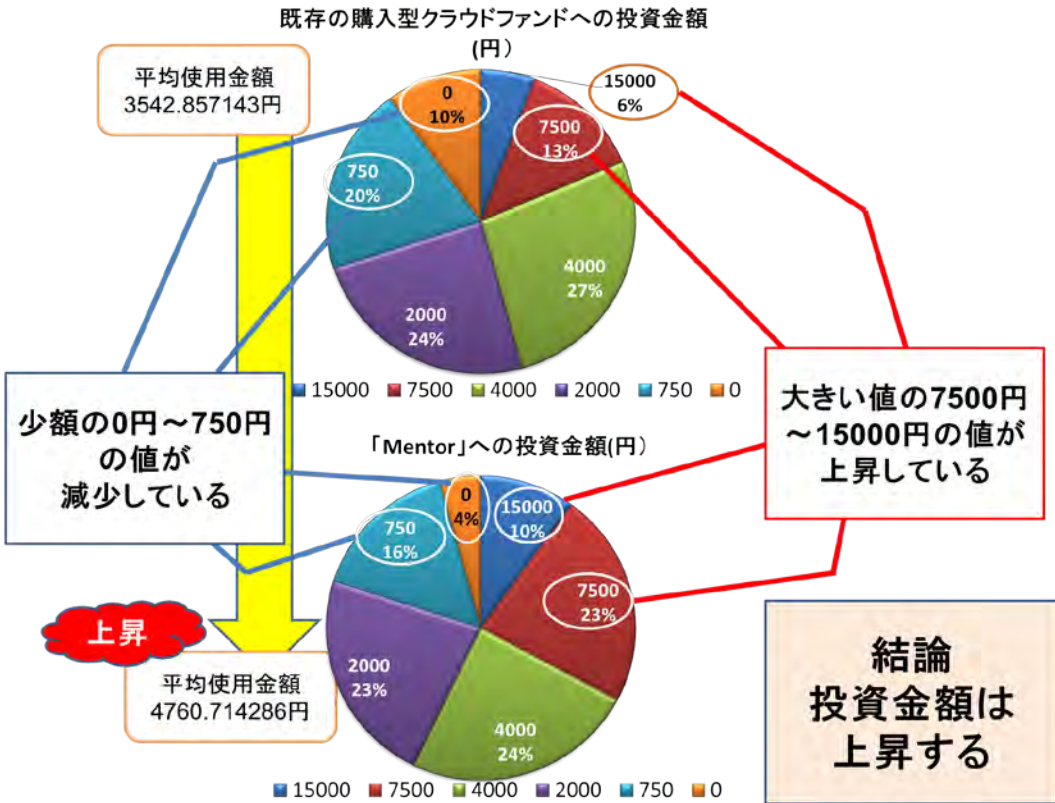 既存の購入型クラウドファンドへの投資金額
(円)
平均使用金額
3542.857143円
15000
6%
7500
13%
4000
27%
2000
24%
750
20%
0
10%
15000 7500 4000 2000 750 0
少額の0円～750円
の値が
減少している
大きい値の7500円
～15000円の値が
上昇している
「Mentor」への投資金額(円)
15000
10%
7500
23%
4000
24%
2000
23%
750
16%
0
4%
15000 7500 4000 2000 750 0
上昇
平均使用金額
4760.714286円
結論
投資金額は
上昇する